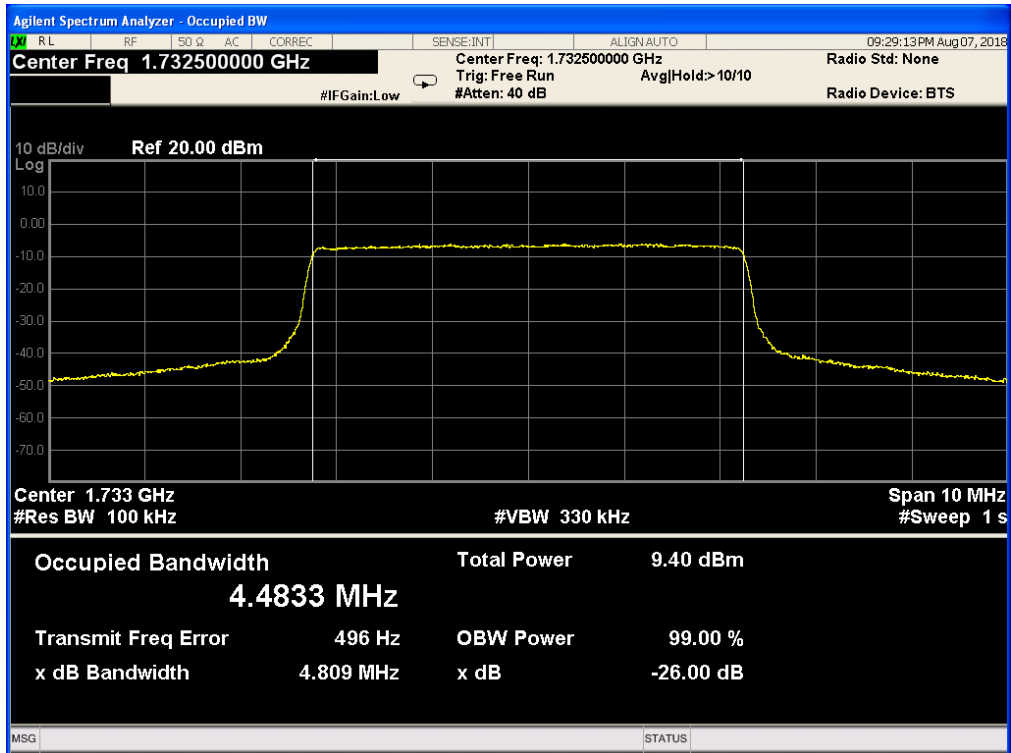 Agilent Spectrum Analyzer - Occupied BW
LXI RL RF 50 Ω AC CORREC SENSE:INT ALIGN AUTO 09:29:13 PM Aug 07, 2018
Center Freq 1.732500000 GHz Center Freq: 1.732500000 GHz Radio Std: None
Trig: Free Run Avg|Hold:>10/10
#IFGain:Low #Atten: 40 dB Radio Device: BTS
10 dB/div Ref 20.00 dBm
Log
10.0
0.00
-10.0
-20.0
-30.0
-40.0
-50.0
-60.0
-70.0
Center 1.733 GHz Span 10 MHz
#Res BW 100 kHz #VBW 330 kHz #Sweep 1 s
Occupied Bandwidth Total Power 9.40 dBm
4.4833 MHz
Transmit Freq Error 496 Hz OBW Power 99.00 %
x dB Bandwidth 4.809 MHz x dB -26.00 dB
MSG STATUS